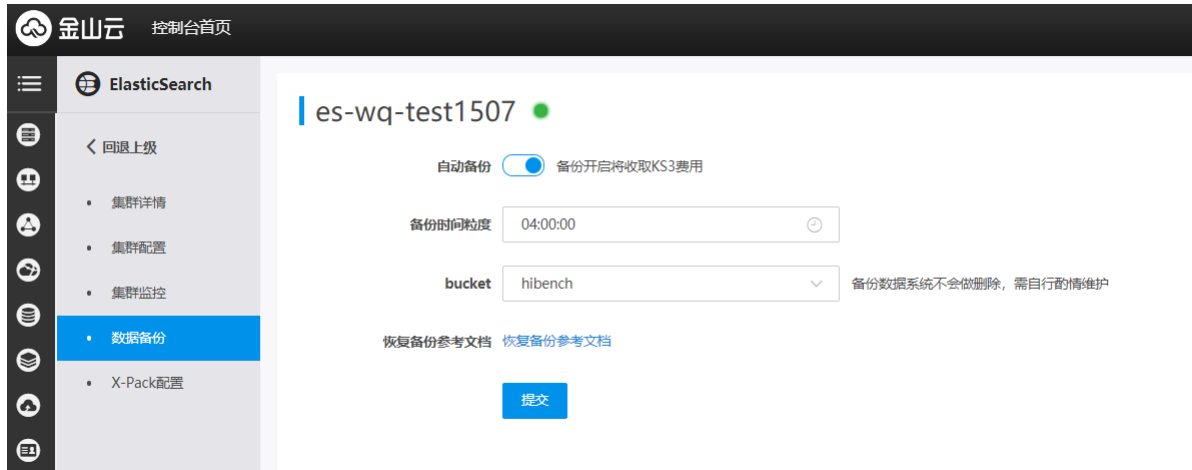 金山云 控制台首页
ElasticSearch
回退上级
集群详情
集群配置
集群监控
数据备份
X-Pack配置
es-wq-test1507
自动备份 备份开启将收取KS3费用
备份时间粒度 04:00:00
bucket hibench 备份数据系统不会做删除，需自行酌情维护
恢复备份参考文档 恢复备份参考文档
提交